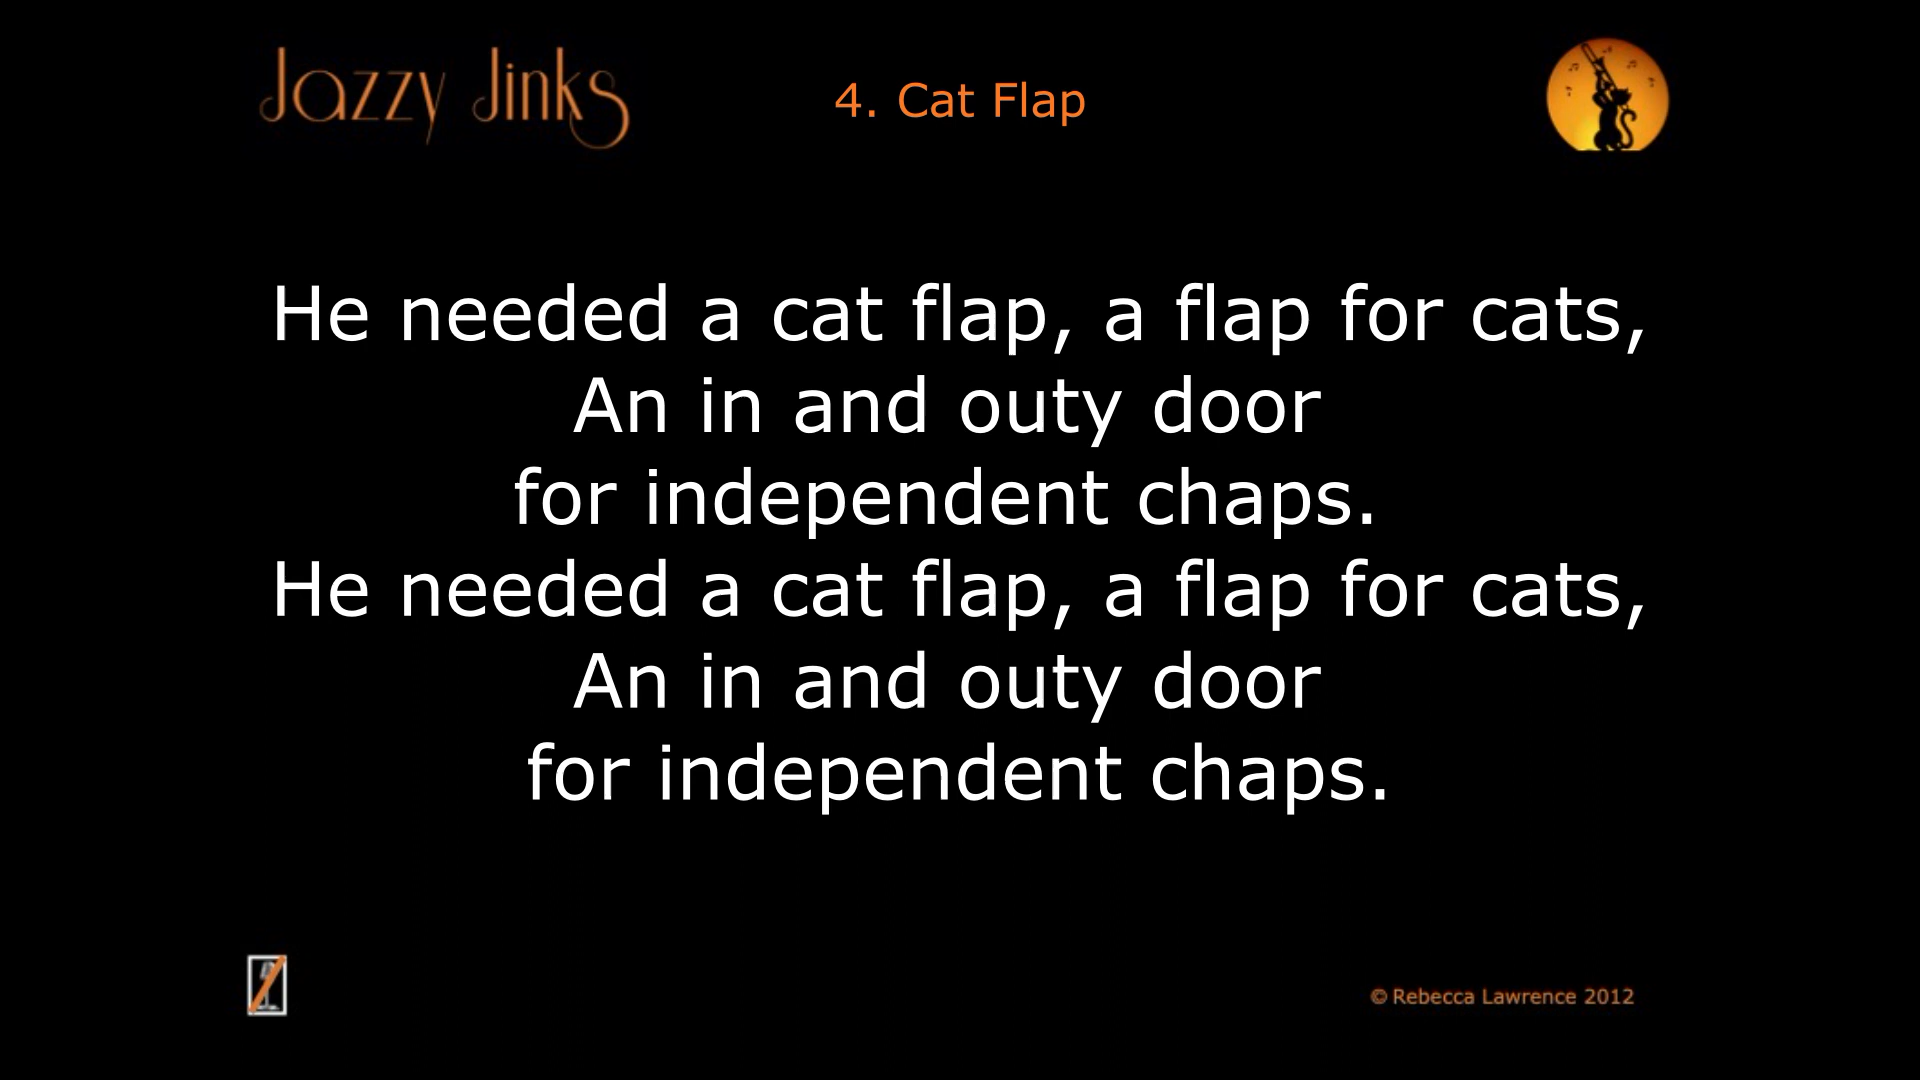 Jazzy Jinks
4. Cat Flap
He needed a cat flap, a flap for cats,
An in and outy door
for independent chaps.
He needed a cat flap, a flap for cats,
An in and outy door
for independent chaps.
© Rebecca Lawrence 2012